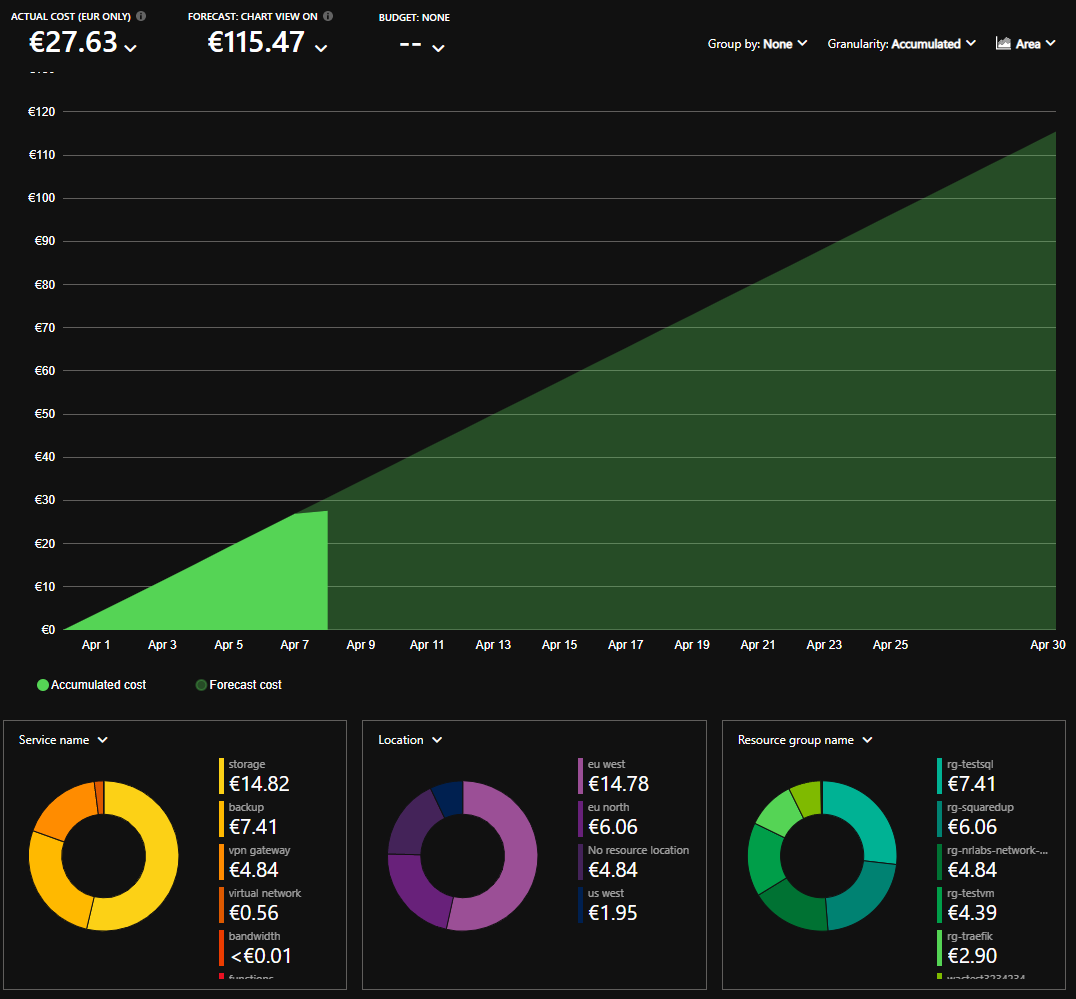 ACTUAL COST (EUR ONLY) FORECAST: CHART VIEW ON BUDGET: NONE
€27.63 €115.47 --
Group by: None Granularity: Accumulated Area
€120
€110
€100
€90
€80
€70
€60
€50
€40
€30
€20
€10
€0
Apr 1 Apr 3 Apr 5 Apr 7 Apr 9 Apr 11 Apr 13 Apr 15 Apr 17 Apr 19 Apr 21 Apr 23 Apr 25 Apr 30
Accumulated cost Forecast cost
Service name
storage
€14.82
backup
€7.41
vpn gateway
€4.84
virtual network
€0.56
bandwidth
<€0.01
functions
Location
eu west
€14.78
eu north
€6.06
No resource location
€4.84
us west
€1.95
Resource group name
rg-testsql
€7.41
rg-squaredup
€6.06
rg-nrlabs-network-...
€4.84
rg-testvm
€4.39
rg-traefik
€2.90